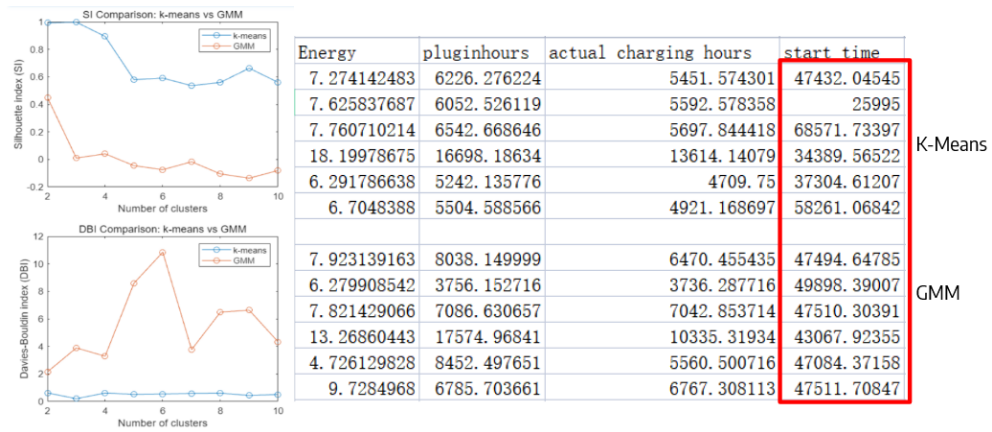 SI Comparison: k-means vs GMM
1
0.8
0.6
0.4
0.2
0
-0.2
Silhouette index (SI)
k-means
GMM
2 4 6 8 10
Number of clusters
DBI Comparison: k-means vs GMM
12
10
8
6
4
2
0
Davies-Bouldin index (DBI)
k-means
GMM
2 4 6 8 10
Number of clusters
Energy pluginhours actual charging hours start time
7.274142483 6226.276224 5451.574301 47432.04545
7.625837687 6052.526119 5592.578358 25995
7.760710214 6542.668646 5697.844418 68571.73397
18.19978675 16698.18634 13614.14079 34389.56522
6.291786638 5242.135776 4709.75 37304.61207
6.7048388 5504.588566 4921.168697 58261.06842
K-Means
7.923139163 8038.149999 6470.455435 47494.64785
6.279908542 3756.152716 3736.287716 49898.39007
7.821429066 7086.630657 7042.853714 47510.30391
13.26860443 17574.96841 10335.31934 43067.92355
4.726129828 8452.497651 5560.500716 47084.37158
9.7284968 6785.703661 6767.308113 47511.70847
GMM